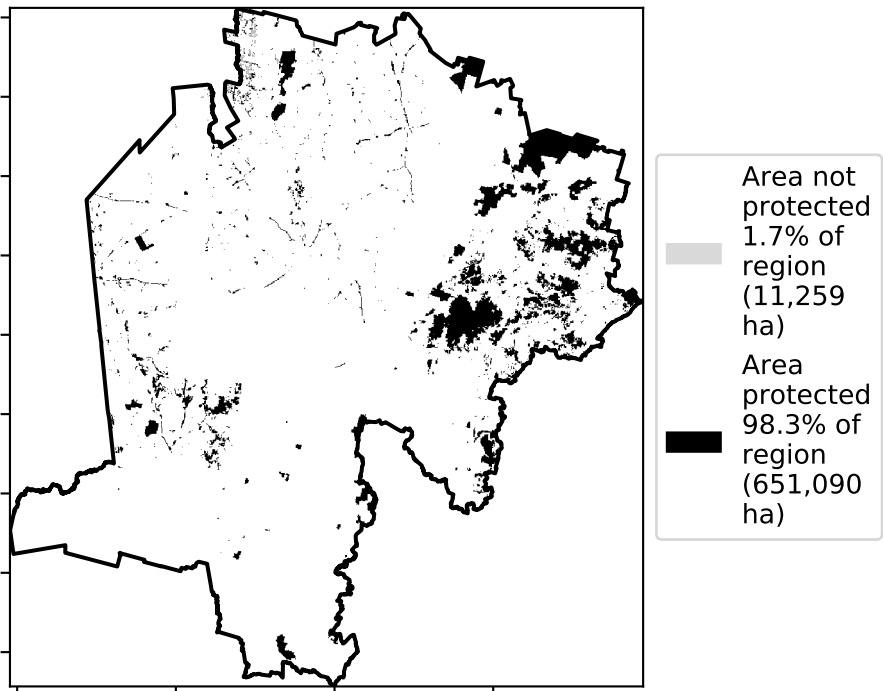 Area not
protected
1.7% of
region
(11,259
ha)
Area
protected
98.3% of
region
(651,090
ha)